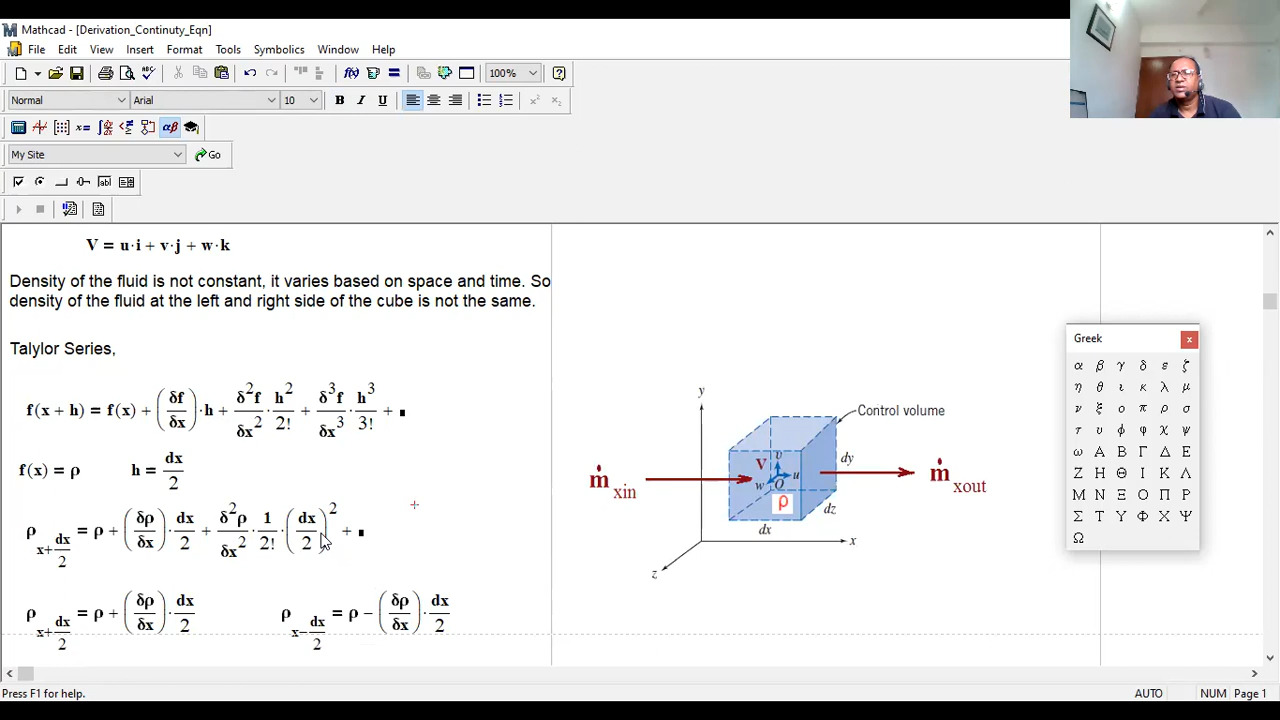 Mathcad - [Derivation_Continuty_Eqn]
File Edit View Insert Format Tools Symbolics Window Help
100%
Normal Arial 10 B I U
My Site Go
V = u·i + v·j + w·k
Density of the fluid is not constant, it varies based on space and time. So
density of the fluid at the left and right side of the cube is not the same.
Talylor Series,
f(x + h) = f(x) + (δf/δx)·h + δ²f/δx²·h²/2! + δ³f/δx³·h³/3! + ▪
f(x) = ρ h = dx/2
ρ x+dx/2 = ρ + (δρ/δx)·dx/2 + δ²ρ/δx²·1/2!·(dx/2)² + ▪
ρ x+dx/2 = ρ + (δρ/δx)·dx/2 ρ x−dx/2 = ρ − (δρ/δx)·dx/2
y
Control volume
V υ dy
ṁ xin w O u ṁ xout
ρ dz
dx x
z
Greek x
α β γ δ ε ζ
η θ ι κ λ μ
ν ξ ο π ρ σ
τ υ φ ϕ χ ψ
ω Α Β Γ Δ Ε
Ζ Η Θ Ι Κ Λ
Μ Ν Ξ Ο Π Ρ
Σ Τ Υ Φ Χ Ψ
Ω
Press F1 for help. AUTO NUM Page 1